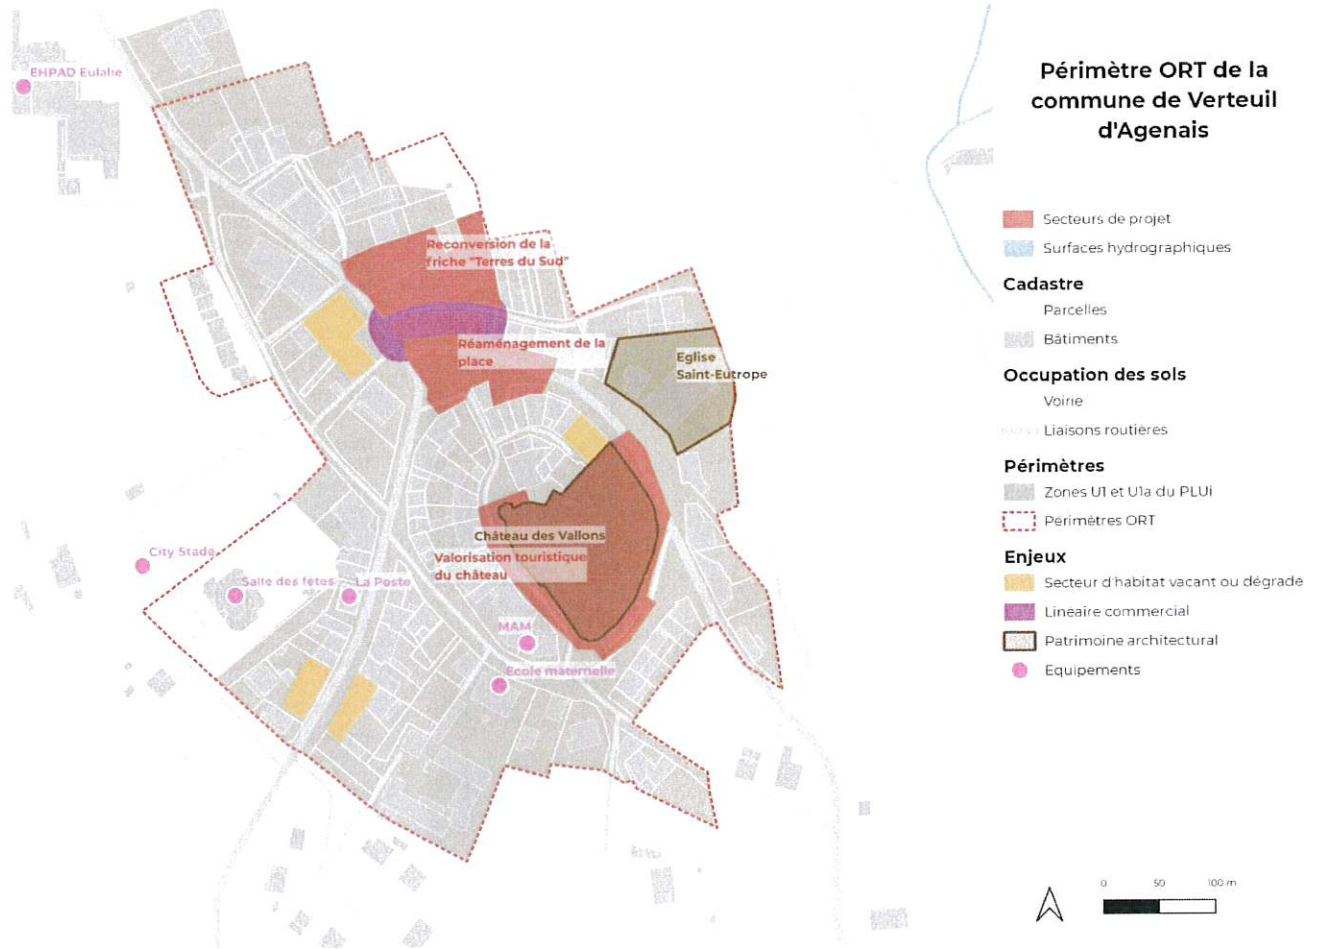 Périmètre ORT de la
commune de Verteuil
d'Agenais
Secteurs de projet
Surfaces hydrographiques
Cadastre
Parcelles
Bâtiments
Occupation des sols
Voirie
Liaisons routières
Périmètres
Zones U1 et U1a du PLUi
Périmètres ORT
Enjeux
Secteur d'habitat vacant ou dégradé
Lineaire commercial
Patrimoine architectural
Equipements
0 50 100 m
EHPAD Eulalie
Reconversion de la
friche "Terres du Sud"
Réaménagement de la
place
Eglise
Saint-Eutrope
Château des Vallons
Valorisation touristique
du château
City Stade
Salle des fêtes
La Poste
MAM
Ecole maternelle